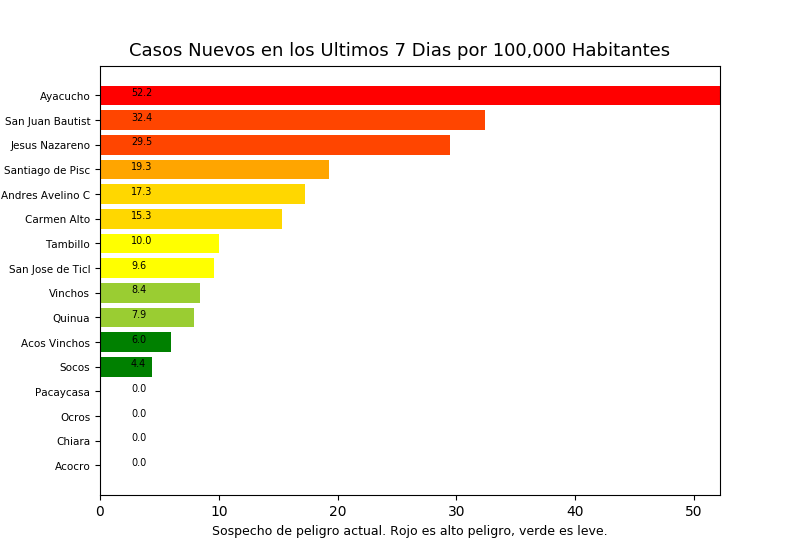 Casos Nuevos en los Ultimos 7 Dias por 100,000 Habitantes
Ayacucho 52.2
San Juan Bautist 32.4
Jesus Nazareno 29.5
Santiago de Pisc 19.3
Andres Avelino C 17.3
Carmen Alto 15.3
Tambillo 10.0
San Jose de Ticl 9.6
Vinchos 8.4
Quinua 7.9
Acos Vinchos 6.0
Socos 4.4
Pacaycasa 0.0
Ocros 0.0
Chiara 0.0
Acocro 0.0
0 10 20 30 40 50
Sospecho de peligro actual. Rojo es alto peligro, verde es leve.